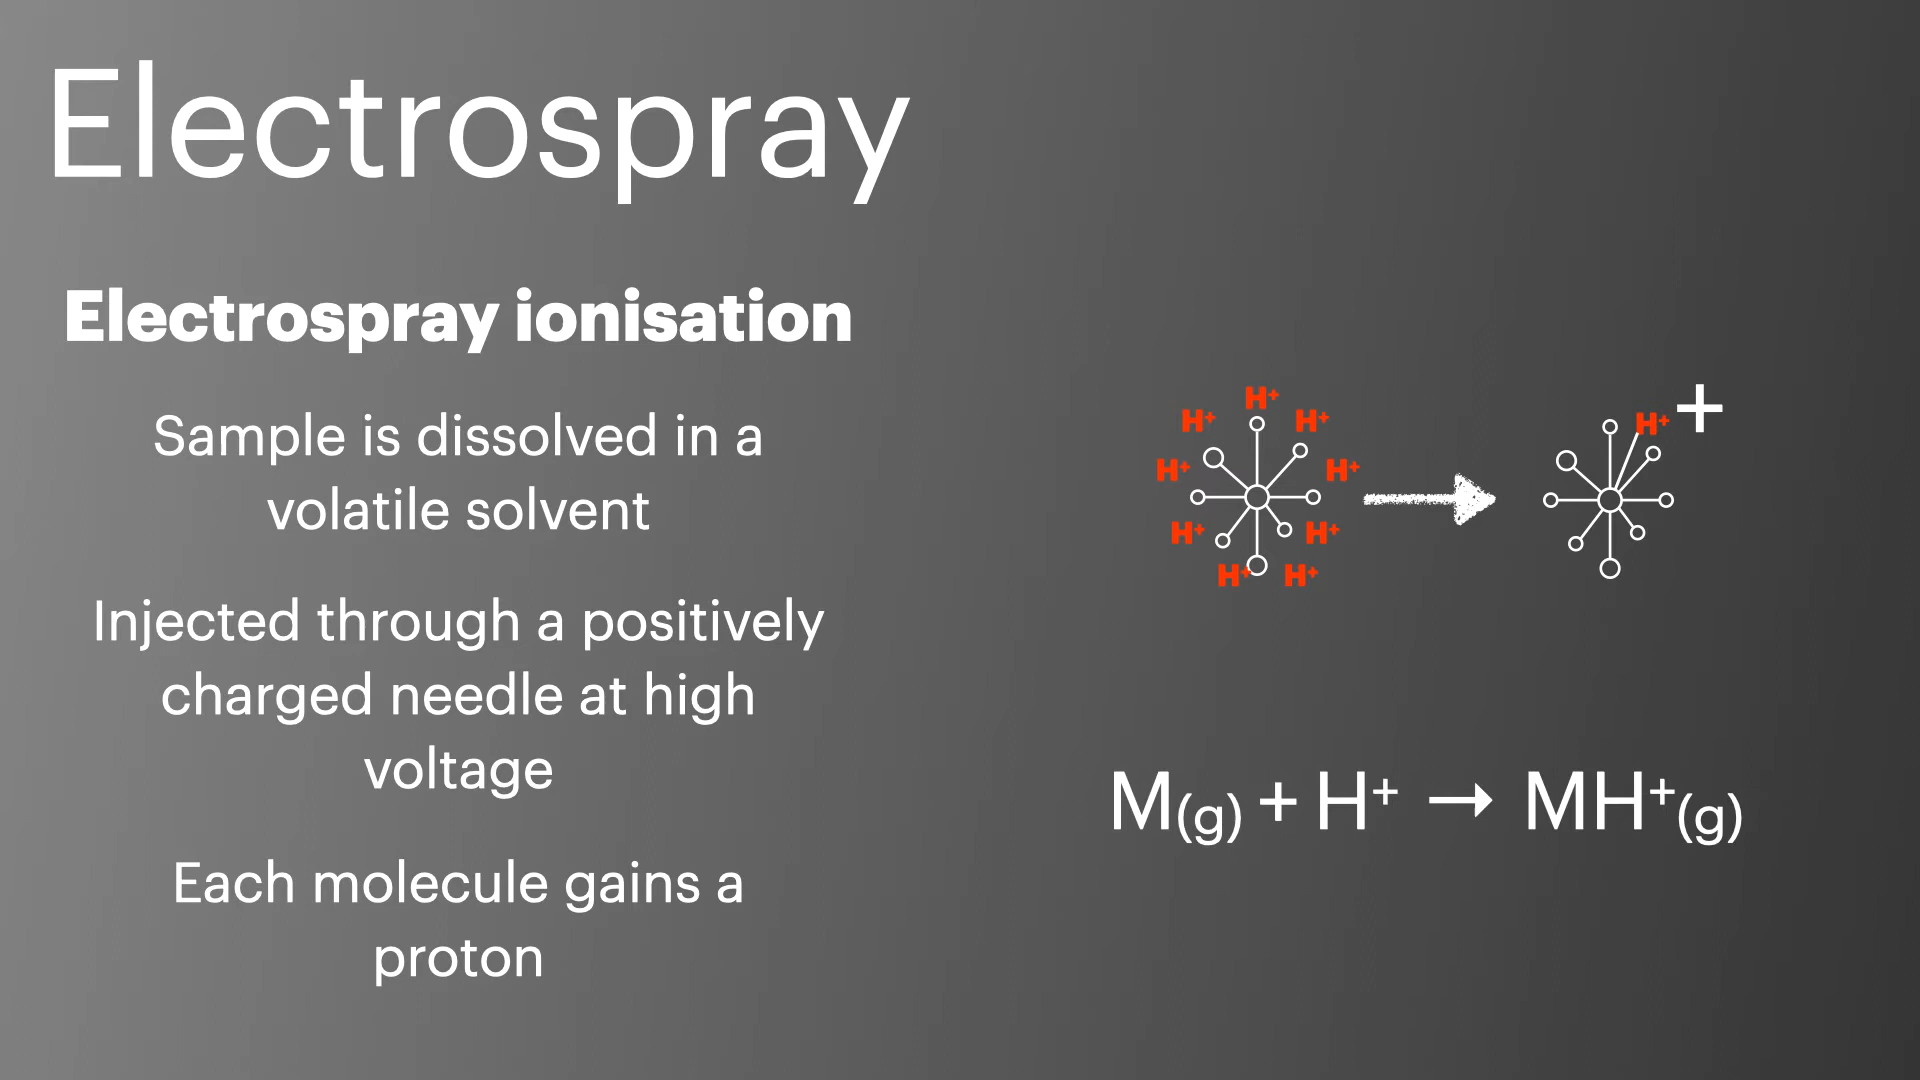 Electrospray
Electrospray ionisation
Sample is dissolved in a
volatile solvent
Injected through a positively
charged needle at high
voltage
Each molecule gains a
proton
H⁺
H⁺ H⁺
H⁺ H⁺
H⁺ H⁺
H⁺ H⁺
H⁺ +
M(g) + H⁺ → MH⁺(g)